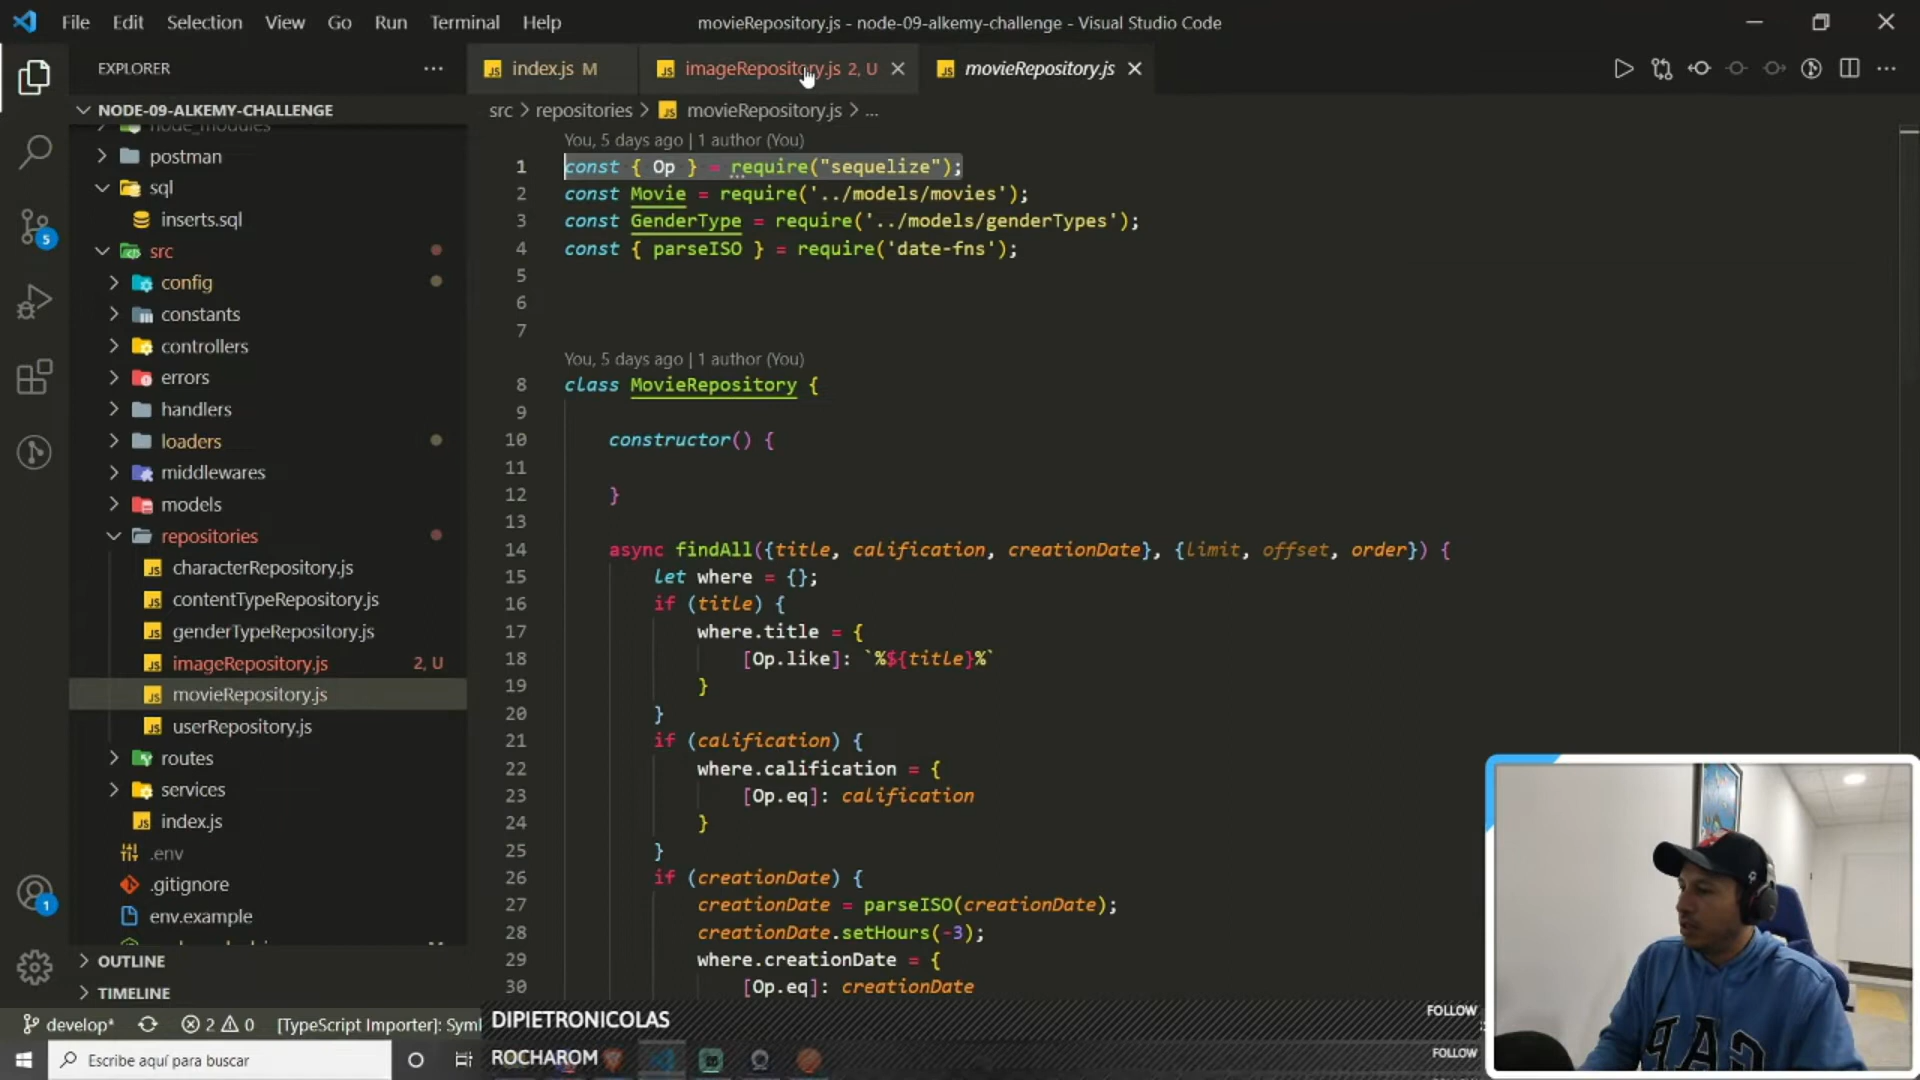 File Edit Selection View Go Run Terminal Help
movieRepository.js - node-09-alkemy-challenge - Visual Studio Code
EXPLORER
index.js M
imageRepository.js 2, U
movieRepository.js
NODE-09-ALKEMY-CHALLENGE
node_modules
postman
sql
inserts.sql
src
config
constants
controllers
errors
handlers
loaders
middlewares
models
repositories
characterRepository.js
contentTypeRepository.js
genderTypeRepository.js
imageRepository.js 2, U
movieRepository.js
userRepository.js
routes
services
index.js
.env
.gitignore
env.example
OUTLINE
TIMELINE
5
1
src > repositories > movieRepository.js > ...
You, 5 days ago | 1 author (You)
1 const { Op } = require("sequelize");
2 const Movie = require('../models/movies');
3 const GenderType = require('../models/genderTypes');
4 const { parseISO } = require('date-fns');
5
6
7
You, 5 days ago | 1 author (You)
8 class MovieRepository {
9
10 constructor() {
11
12 }
13
14 async findAll({title, calification, creationDate}, {limit, offset, order}) {
15 let where = {};
16 if (title) {
17 where.title = {
18 [Op.like]: `%${title}%`
19 }
20 }
21 if (calification) {
22 where.calification = {
23 [Op.eq]: calification
24 }
25 }
26 if (creationDate) {
27 creationDate = parseISO(creationDate);
28 creationDate.setHours(-3);
29 where.creationDate = {
30 [Op.eq]: creationDate
develop* 2 0 [TypeScript Importer]: Syml
DIPIETRONICOLAS FOLLOW
ROCHAROM FOLLOW
Escribe aquí para buscar
GAP